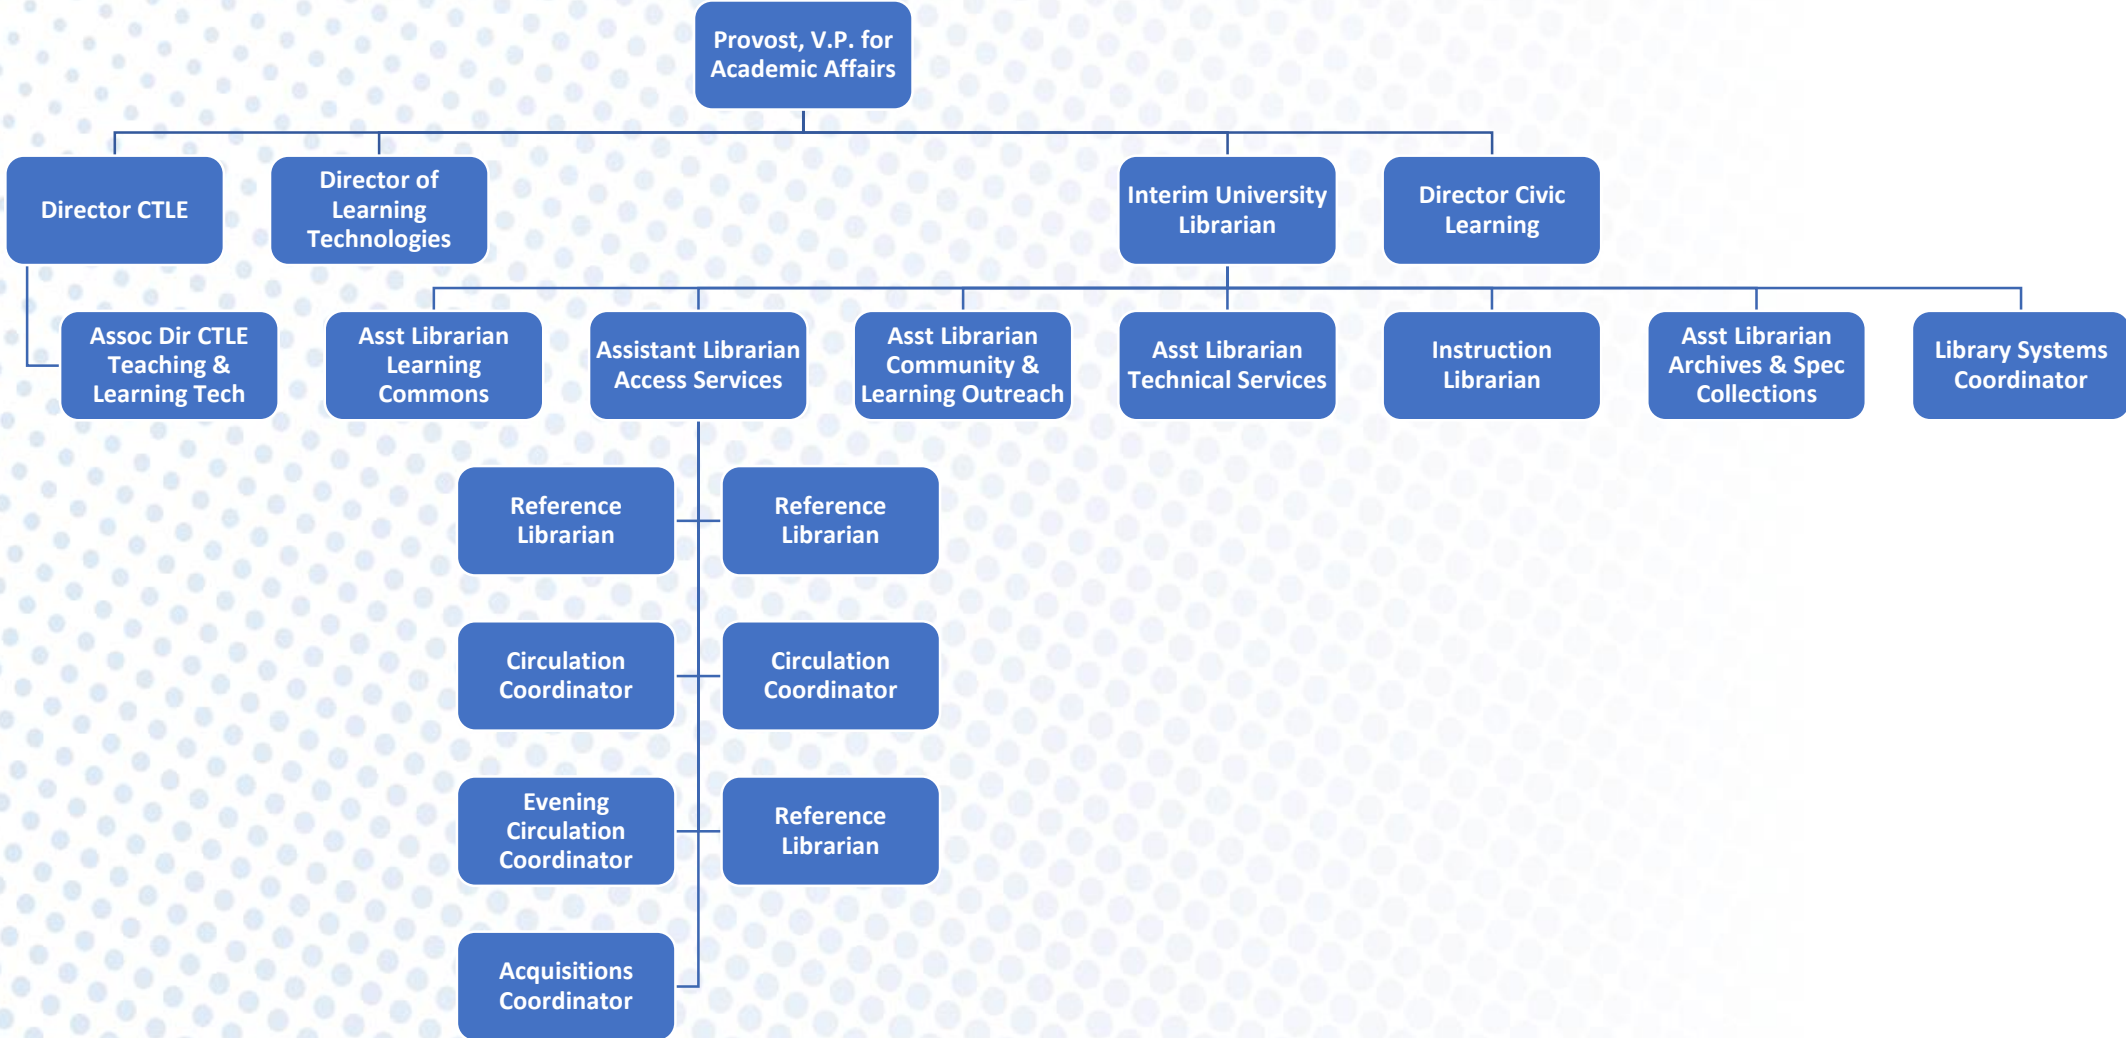 Provost, V.P. for
Academic Affairs
Director CTLE
Director of
Learning
Technologies
Interim University
Librarian
Director Civic
Learning
Assoc Dir CTLE
Teaching &
Learning Tech
Asst Librarian
Learning
Commons
Assistant Librarian
Access Services
Asst Librarian
Community &
Learning Outreach
Asst Librarian
Technical Services
Instruction
Librarian
Asst Librarian
Archives & Spec
Collections
Library Systems
Coordinator
Reference
Librarian
Reference
Librarian
Circulation
Coordinator
Circulation
Coordinator
Evening
Circulation
Coordinator
Reference
Librarian
Acquisitions
Coordinator